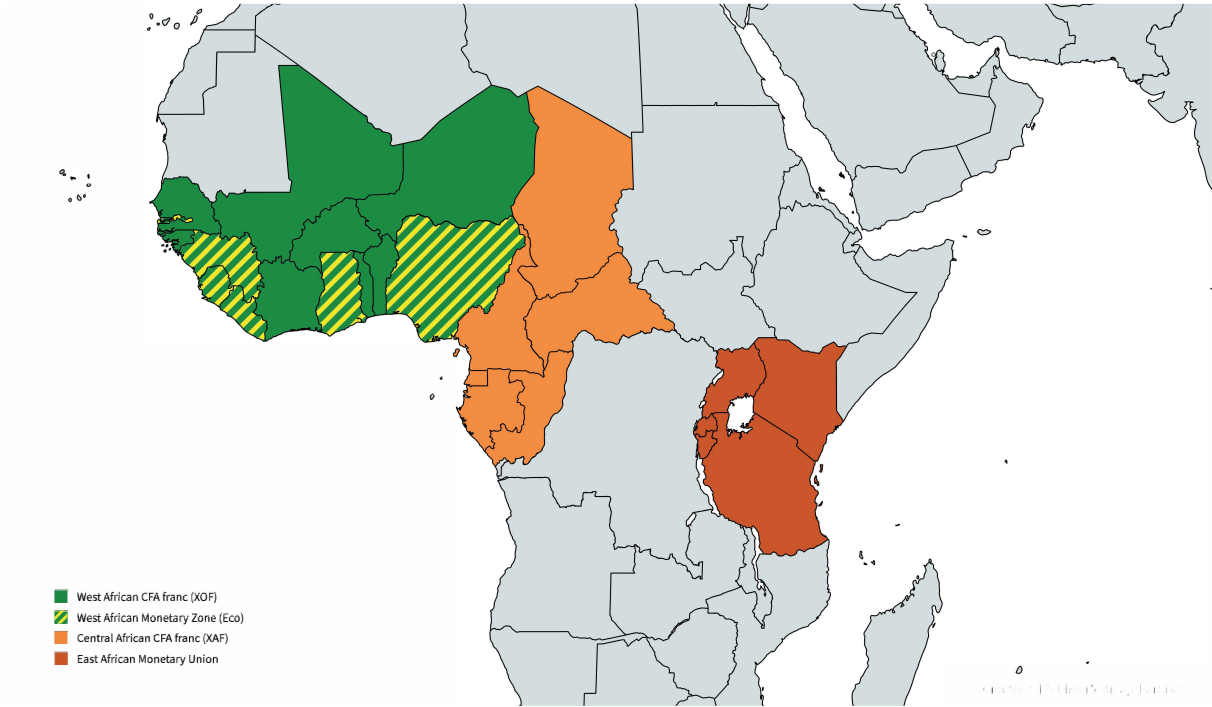 West African CFA franc (XOF)
West African Monetary Zone (Eco)
Central African CFA franc (XAF)
East African Monetary Union